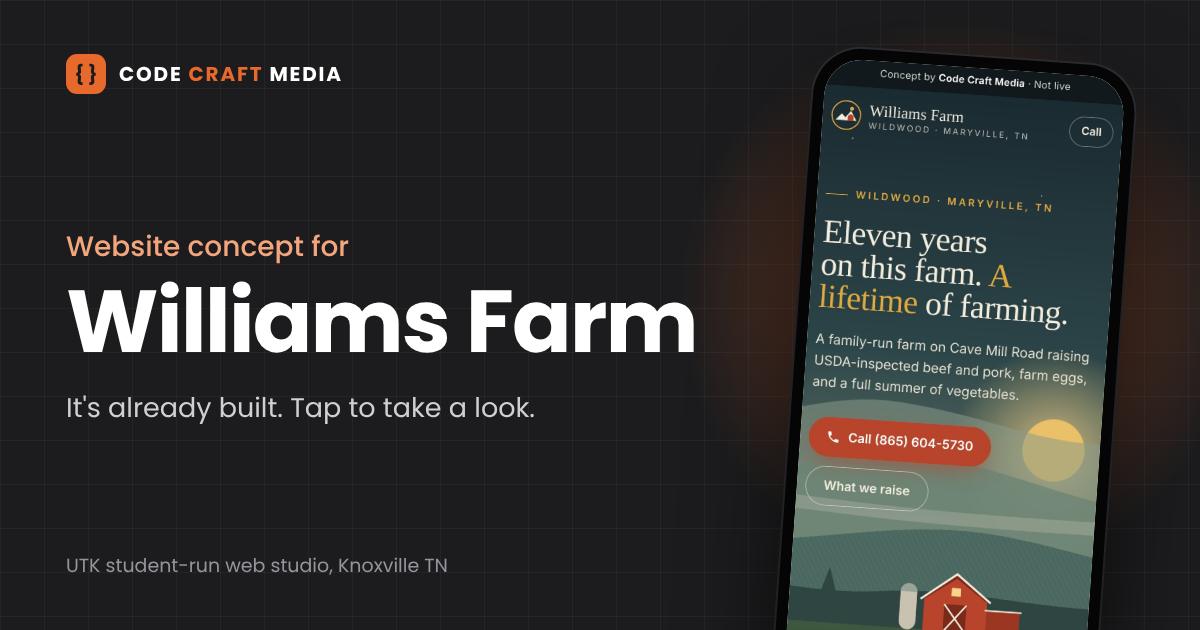 { } CODE CRAFT MEDIA
Website concept for
Williams Farm
It's already built. Tap to take a look.
UTK student-run web studio, Knoxville TN
Concept by Code Craft Media · Not live
Williams Farm
WILDWOOD · MARYVILLE, TN
Call
WILDWOOD · MARYVILLE, TN
Eleven years
on this farm. A
lifetime of farming.
A family-run farm on Cave Mill Road raising
USDA-inspected beef and pork, farm eggs,
and a full summer of vegetables.
Call (865) 604-5730
What we raise